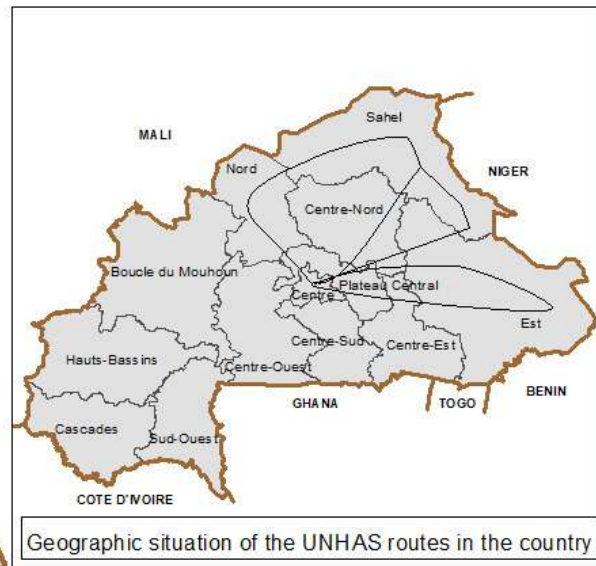 Sahel
MALI
Nord
NIGER
Centre-Nord
Boucle du Mouhoun
Plateau Central
Centre
Est
Centre-Sud
Centre-Est
Hauts-Bassins
Centre-Ouest
BENIN
GHANA
TOGO
Cascades
Sud-Ouest
COTE D'IVOIRE
Geographic situation of the UNHAS routes in the country